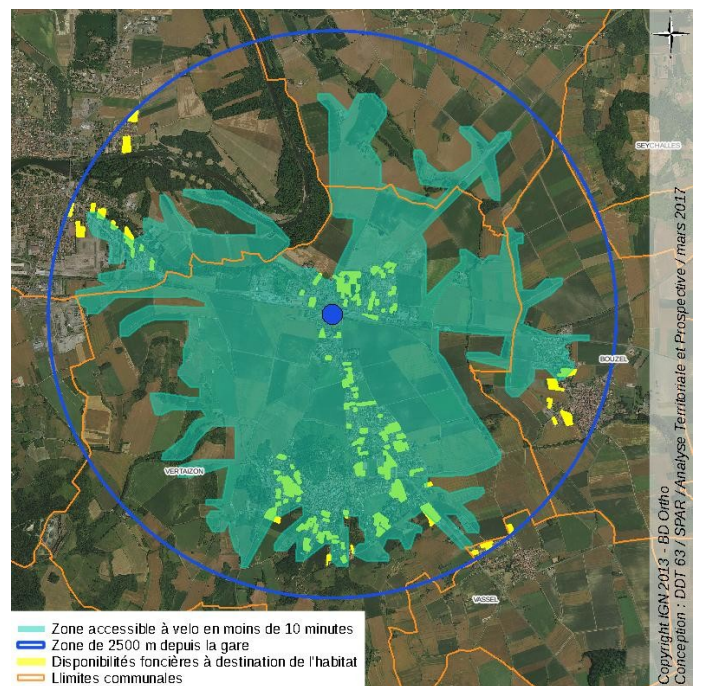 SEYCHALLES
BOUZEL
VERTAIZON
VASSEL
Zone accessible à velo en moins de 10 minutes
Zone de 2500 m depuis la gare
Disponibilités foncières à destination de l'habitat
Llimites communales
Copyright IGN 2013 - BD Ortho
Conception : DDT 63 / SPAR / Analyse Territoriale et Prospective / mars 2017